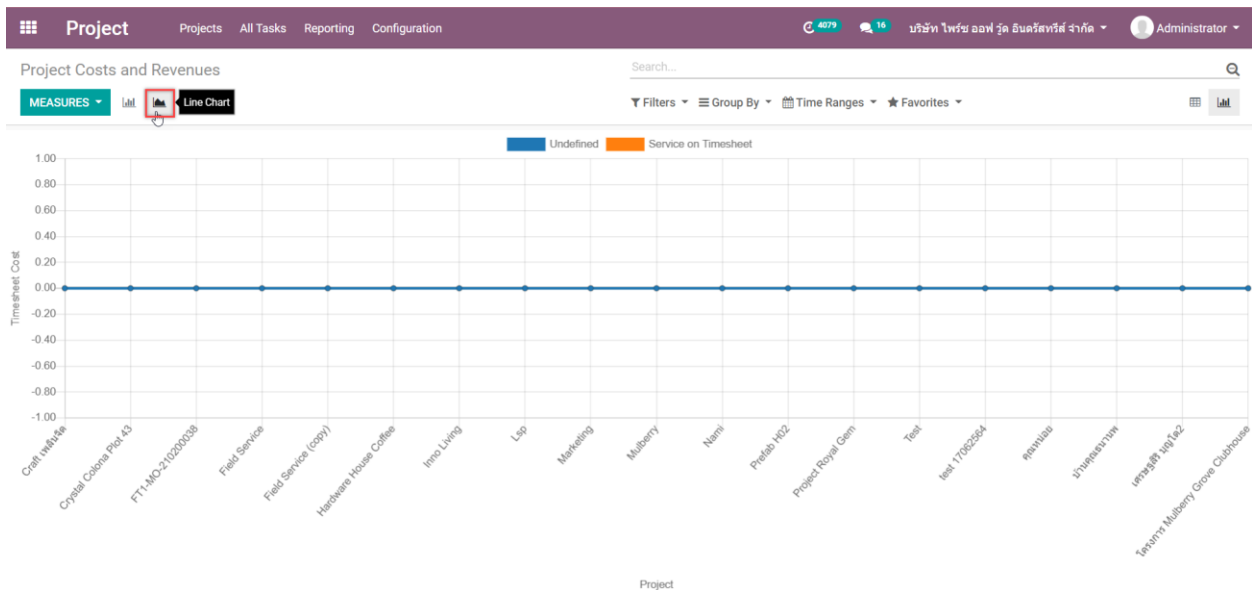 Project Projects All Tasks Reporting Configuration 4079 16 บริษัท ไพร์ซ ออฟ วู้ด อินดรัสทรีส์ จำกัด Administrator
Project Costs and Revenues Search...
MEASURES Line Chart Filters Group By Time Ranges Favorites
Undefined Service on Timesheet
1.00
0.80
0.60
0.40
0.20
0.00
-0.20
-0.40
-0.60
-0.80
-1.00
Timesheet Cost
Craft เพลินจิต
Crystal Colona Plot 43
FT1-MO-210200038
Field Service
Field Service (copy)
Hardware House Coffee
Inno Living
Lsp
Marketing
Mulberry
Nami
Prefab H02
Project Royal Gem
Test
test 17062564
คุณหน่อย
บ้านคุณธนานพ
เศรษฐสิริ บุญโต2
โครงการ Mulberry Grove Clubhouse
Project